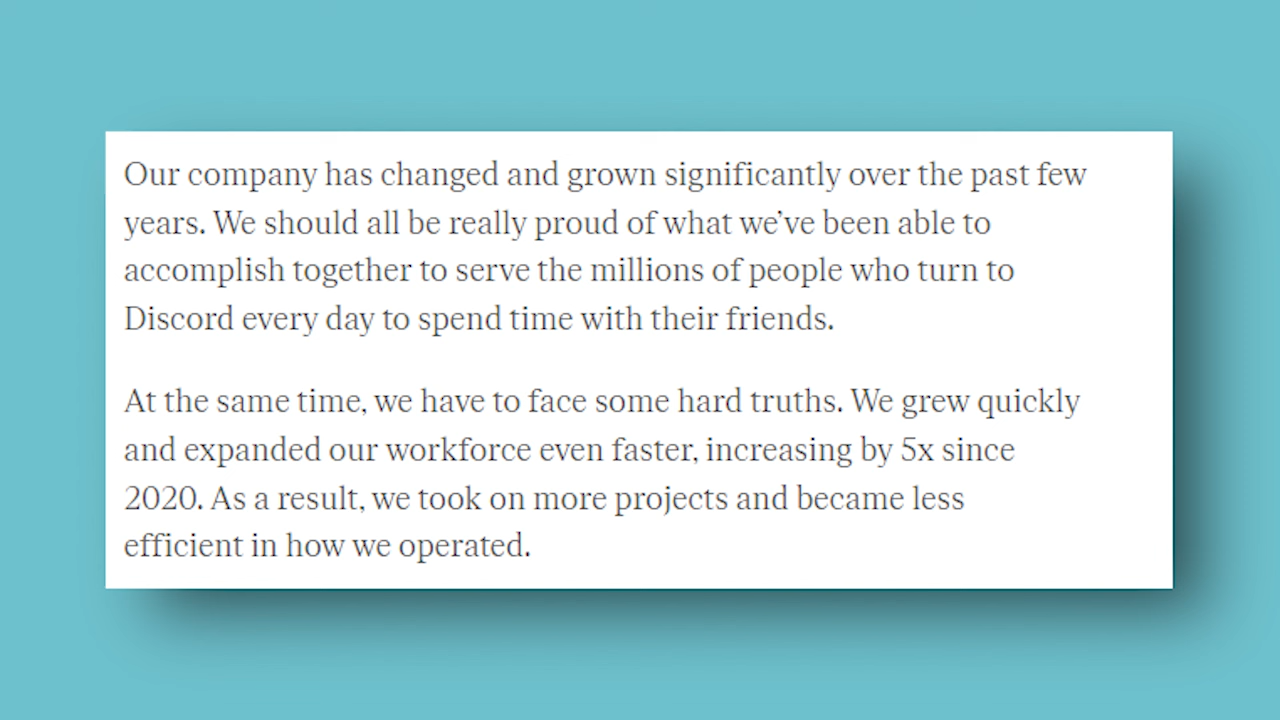 Our company has changed and grown significantly over the past few
years. We should all be really proud of what we’ve been able to
accomplish together to serve the millions of people who turn to
Discord every day to spend time with their friends.
At the same time, we have to face some hard truths. We grew quickly
and expanded our workforce even faster, increasing by 5x since
2020. As a result, we took on more projects and became less
efficient in how we operated.